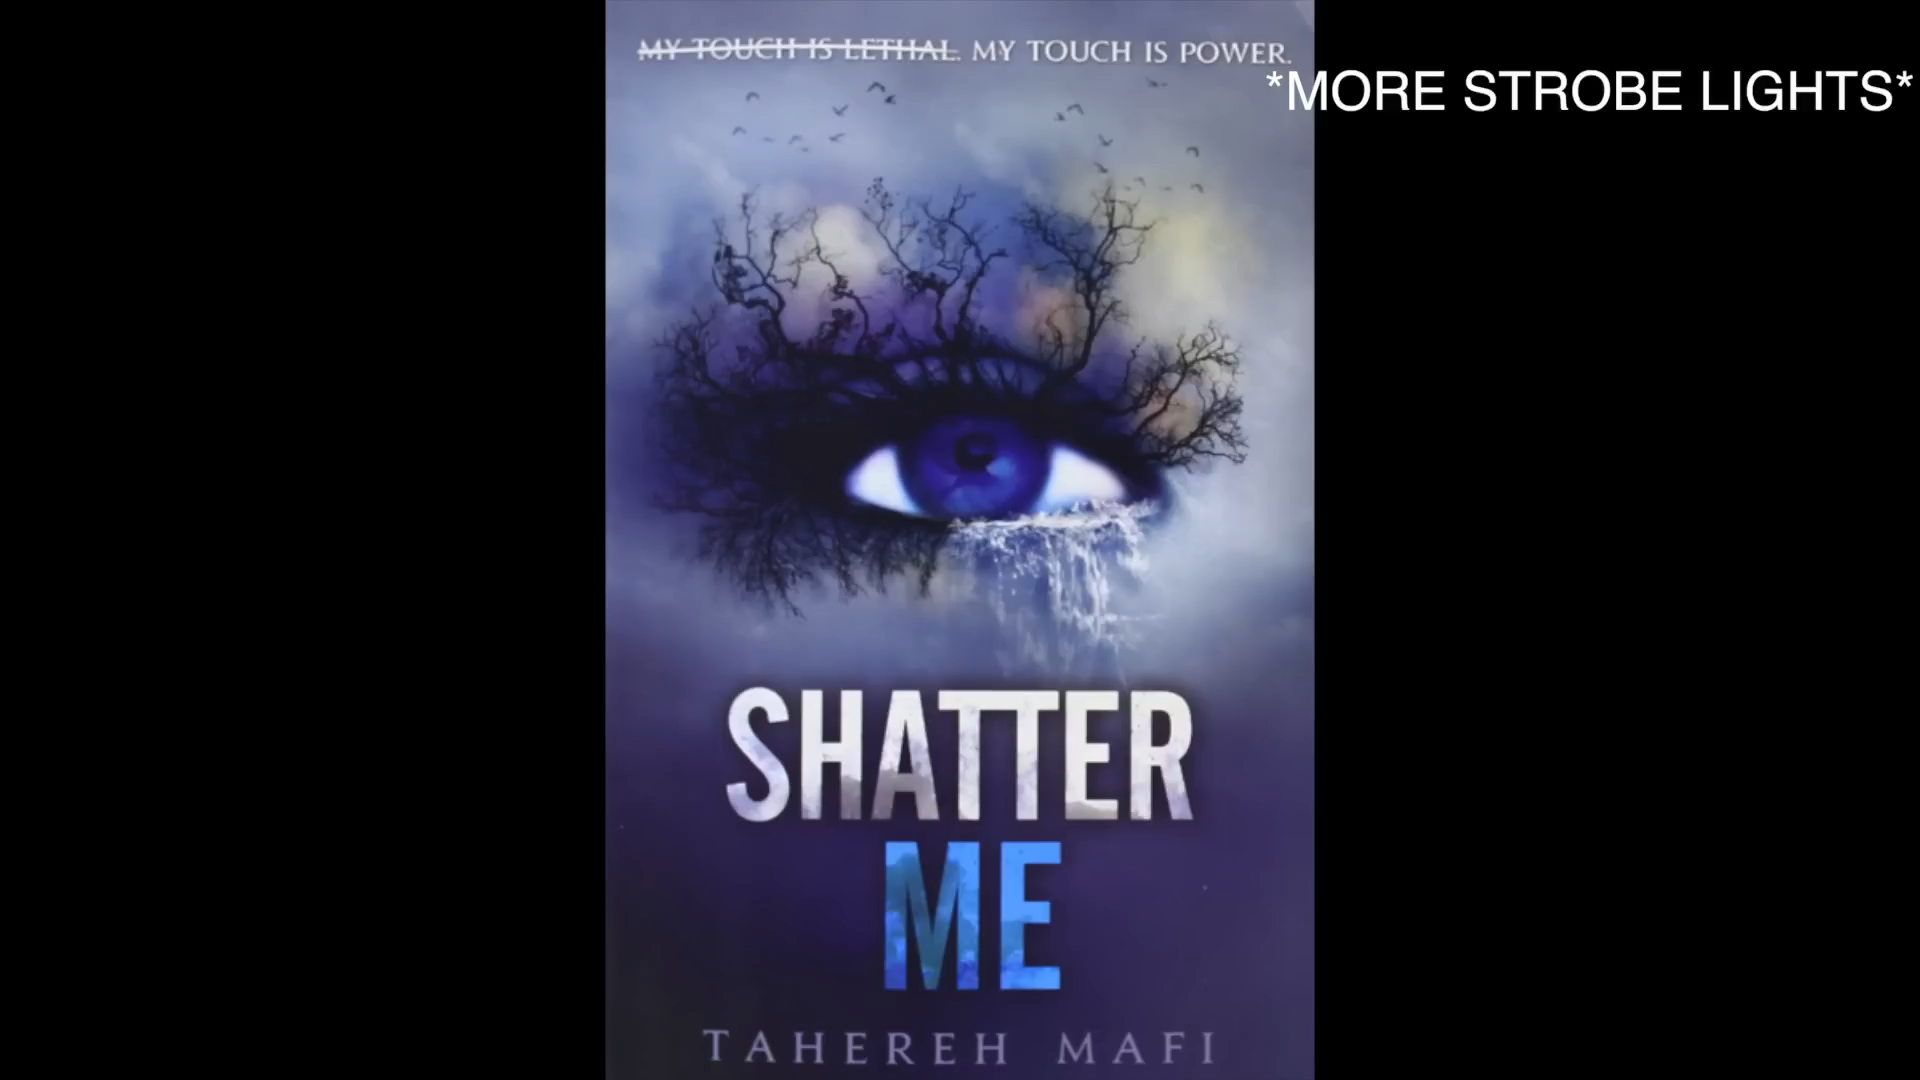 MY TOUCH IS LETHAL. MY TOUCH IS POWER.
*MORE STROBE LIGHTS*
SHATTER
ME
TAHEREH MAFI